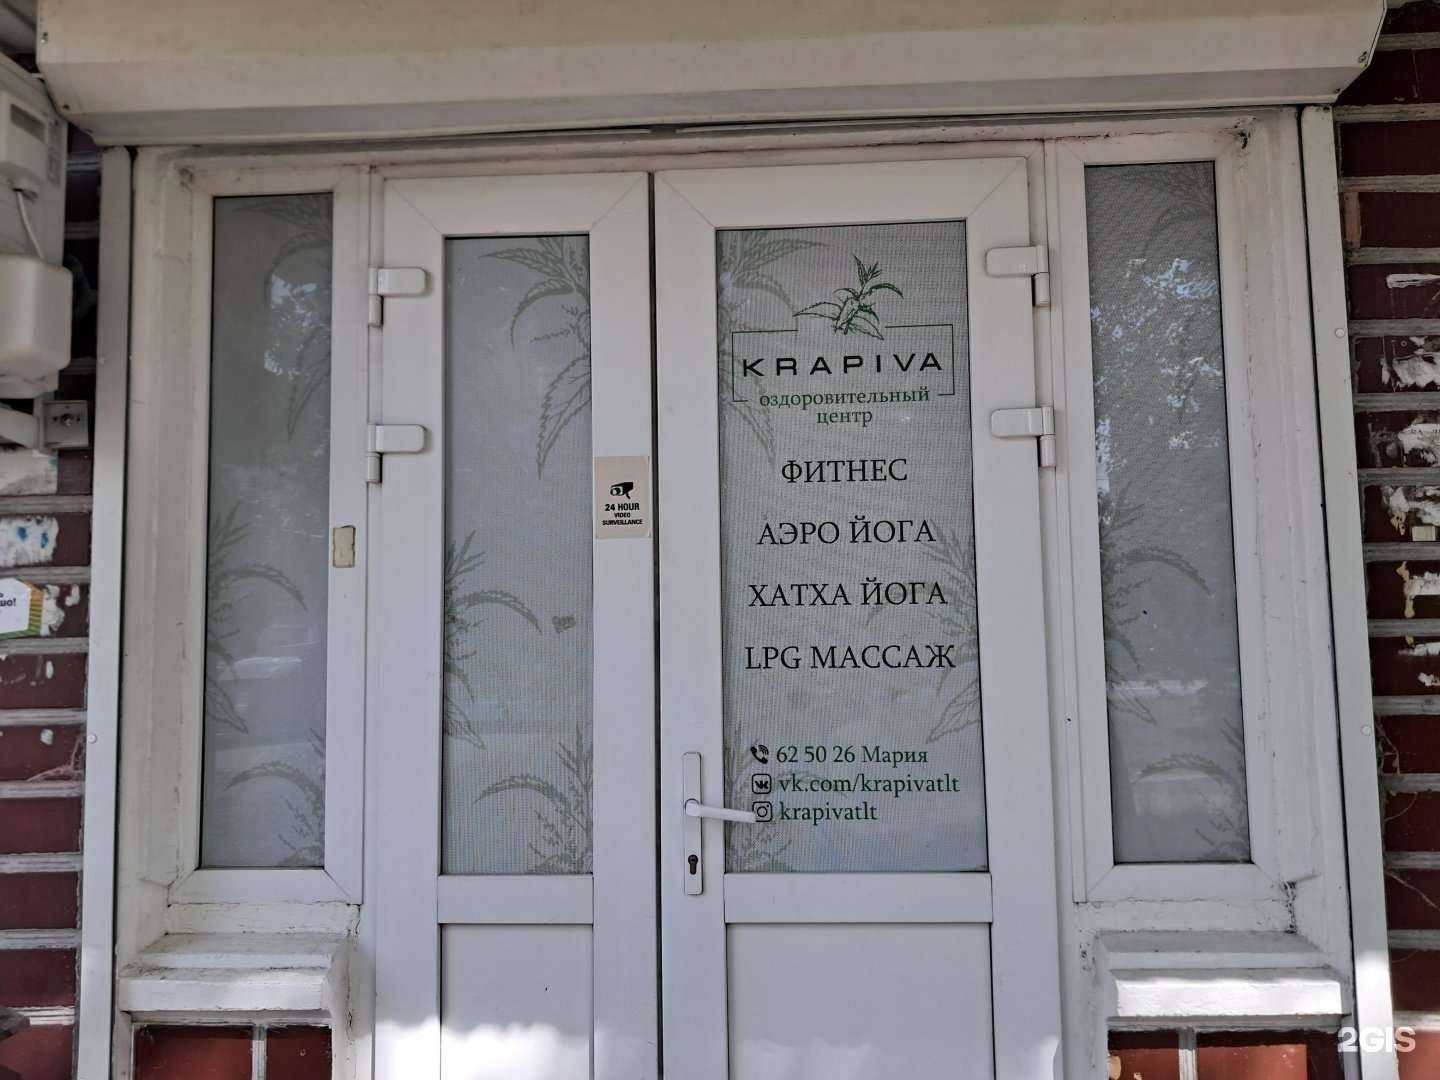 KRAPIVA
оздоровительный
центр
ФИТНЕС
АЭРО ЙОГА
ХАТХА ЙОГА
LPG МАССАЖ
62 50 26 Мария
vk.com/krapivatlt
krapivatlt
24 HOUR
VIDEO
SURVEILLANCE
2GIS